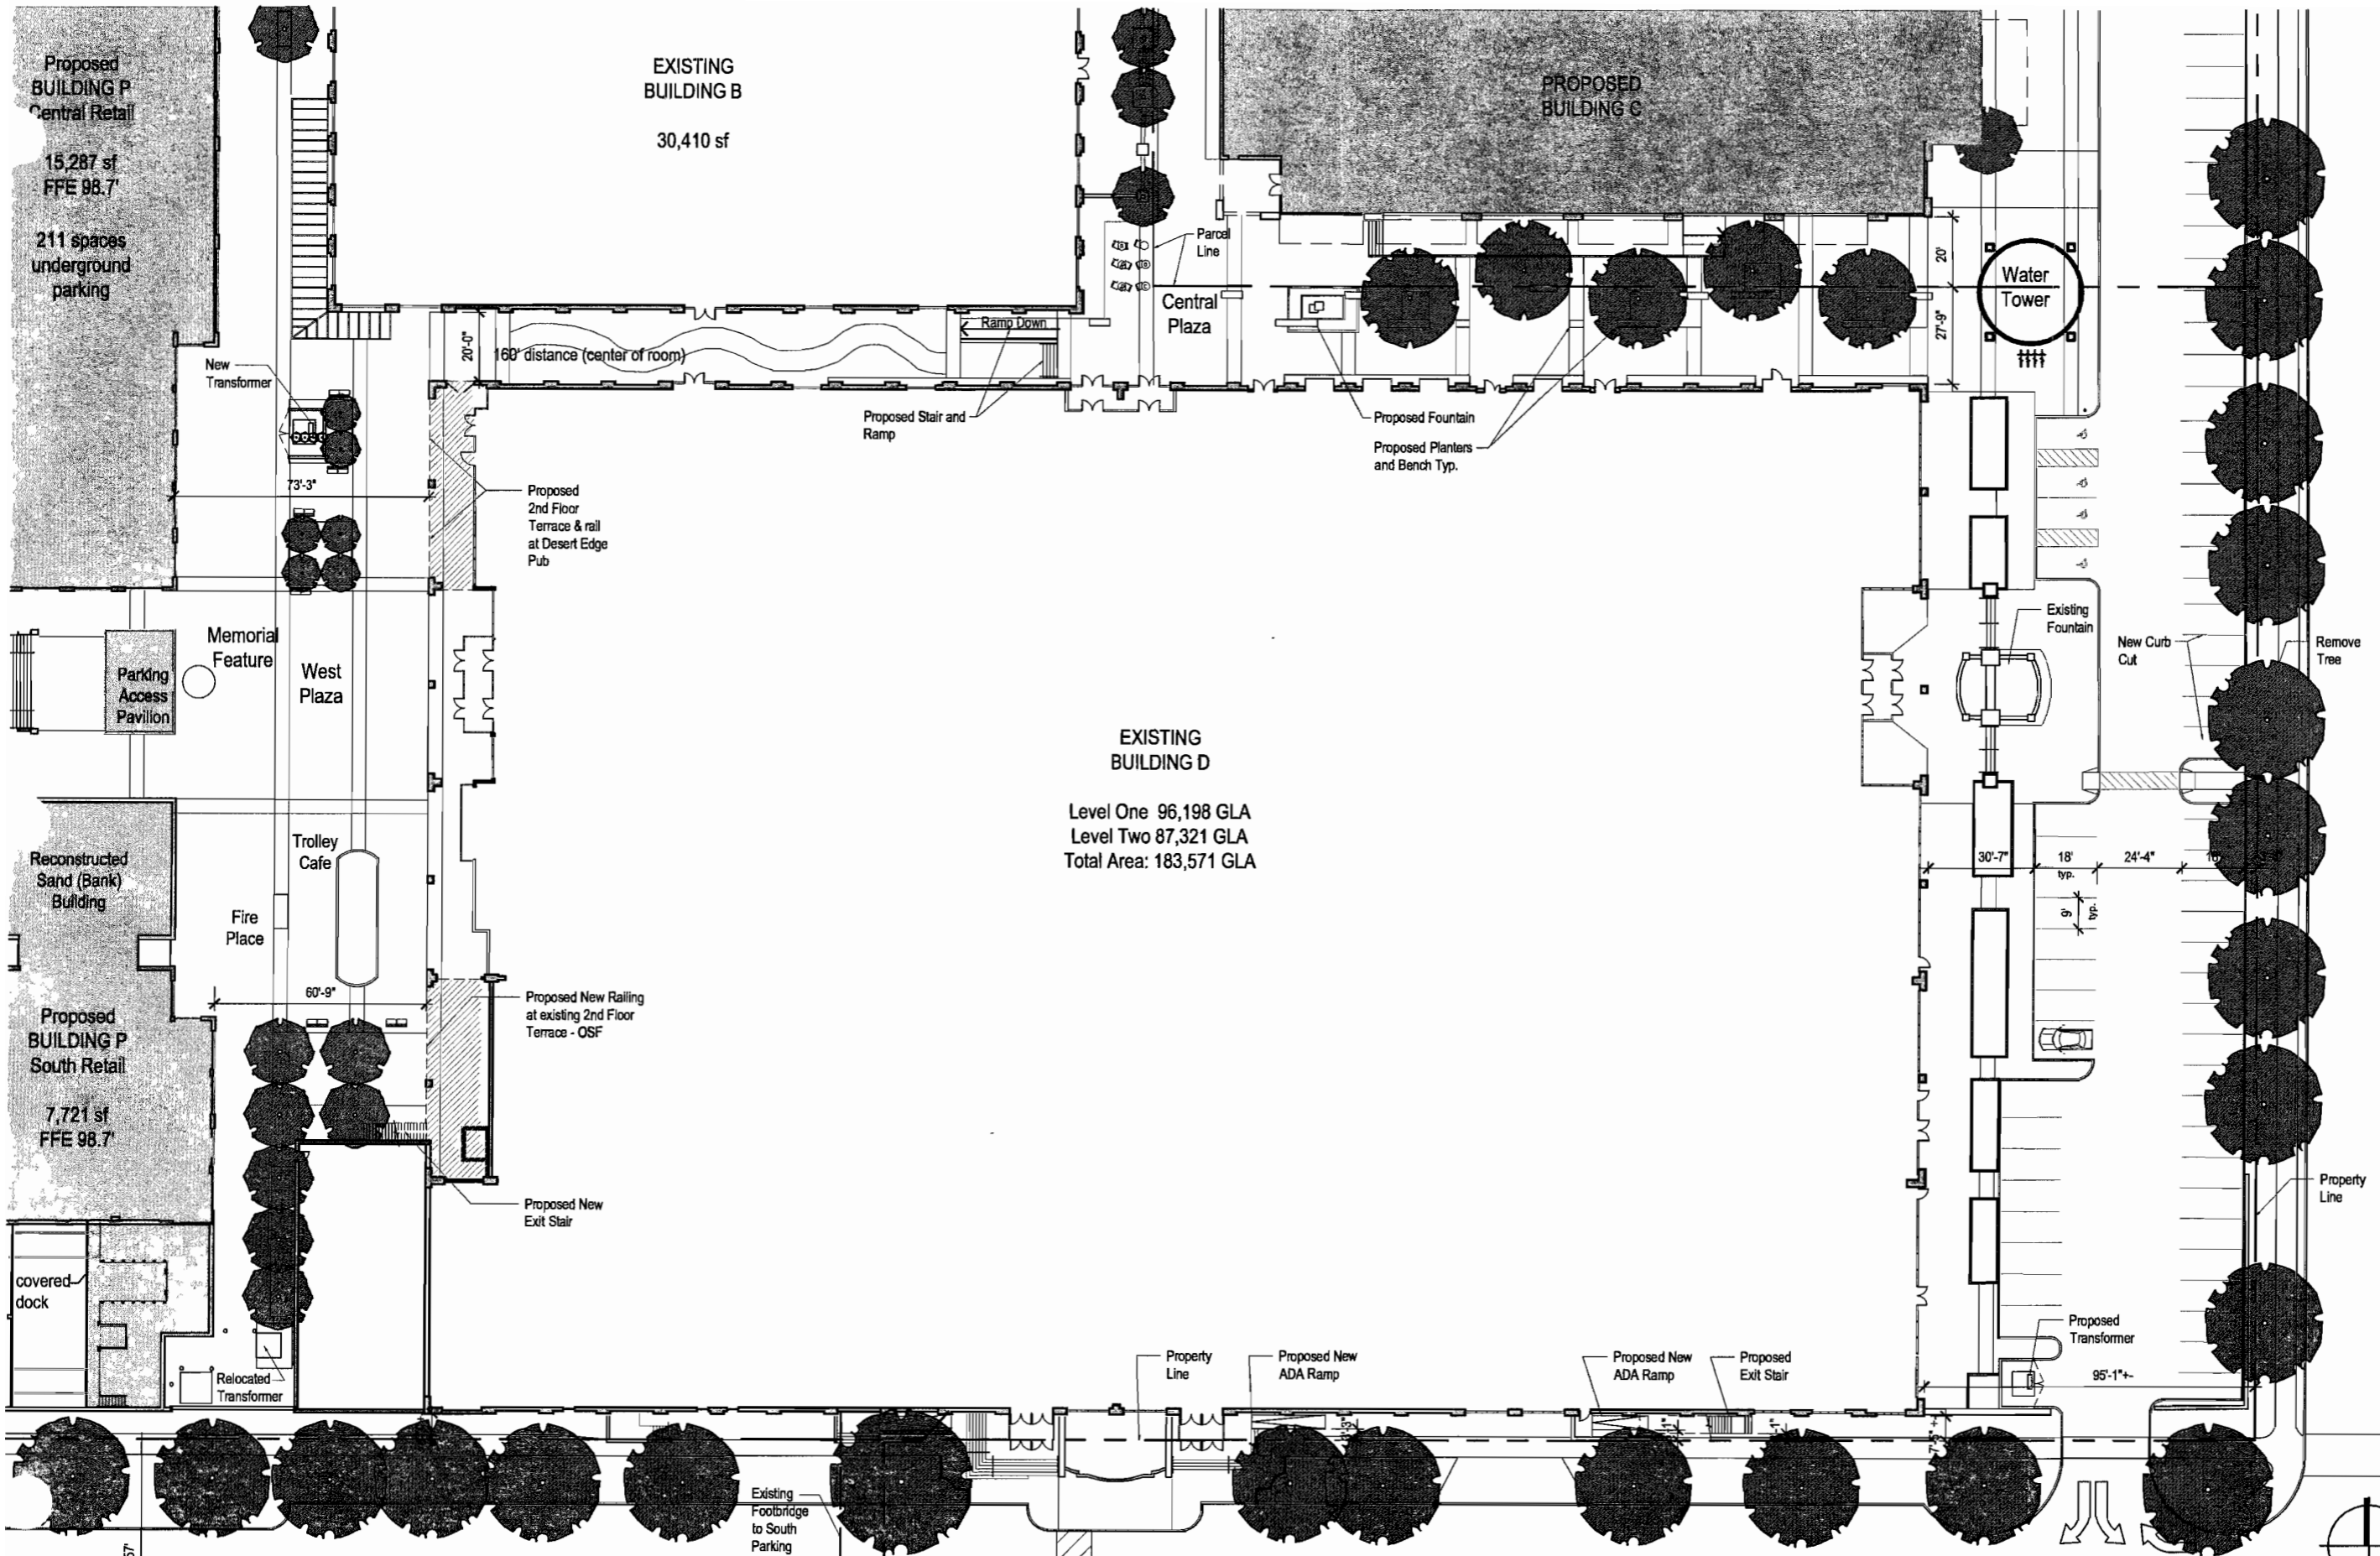 Proposed
BUILDING P
Central Retail
15,287 sf
FFE 98.7'
211 spaces
underground
parking
EXISTING
BUILDING B
30,410 sf
PROPOSED
BUILDING C
Parcel
Line
Central
Plaza
20'
27'-9"
Water
Tower
New
Transformer
20'-0"
160' distance (center of room)
Ramp Down
Proposed Stair and
Ramp
Proposed Fountain
Proposed Planters
and Bench Typ.
73'-3"
Proposed
2nd Floor
Terrace & rail
at Desert Edge
Pub
Memorial
Feature
West
Plaza
Parking
Access
Pavilion
Existing
Fountain
New Curb
Cut
Remove
Tree
EXISTING
BUILDING D
Level One 96,198 GLA
Level Two 87,321 GLA
Total Area: 183,571 GLA
Trolley
Cafe
Reconstructed
Sand (Bank)
Building
Fire
Place
30'-7"
18'
typ.
24'-4"
9'
typ.
60'-9"
Proposed New Railing
at existing 2nd Floor
Terrace - OSF
Proposed
BUILDING P
South Retail
7,721 sf
FFE 98.7'
Proposed New
Exit Stair
Property
Line
covered
dock
Relocated
Transformer
Property
Line
Proposed New
ADA Ramp
Proposed New
ADA Ramp
Proposed
Exit Stair
Proposed
Transformer
95'-1"+-
Existing
Footbridge
to South
Parking
57'